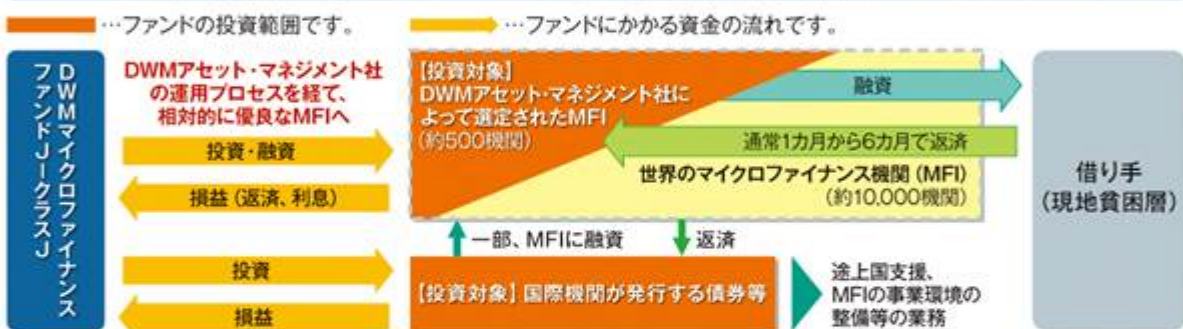 …ファンドの投資範囲です。
…ファンドにかかる資金の流れです。
DWMマイクロファイナンス
ファンドJ−クラスJ
DWMアセット・マネジメント社
の運用プロセスを経て、
相対的に優良なMFIへ
投資・融資
損益(返済、利息)
投資
損益
【投資対象】
DWMアセット・マネジメント社に
よって選定されたMFI
(約500機関)
融資
通常1カ月から6カ月で返済
世界のマイクロファイナンス機関(MFI)
(約10,000機関)
一部、MFIに融資
返済
【投資対象】国際機関が発行する債券等
途上国支援、
MFIの事業環境の
整備等の業務
借り手
(現地貧困層)